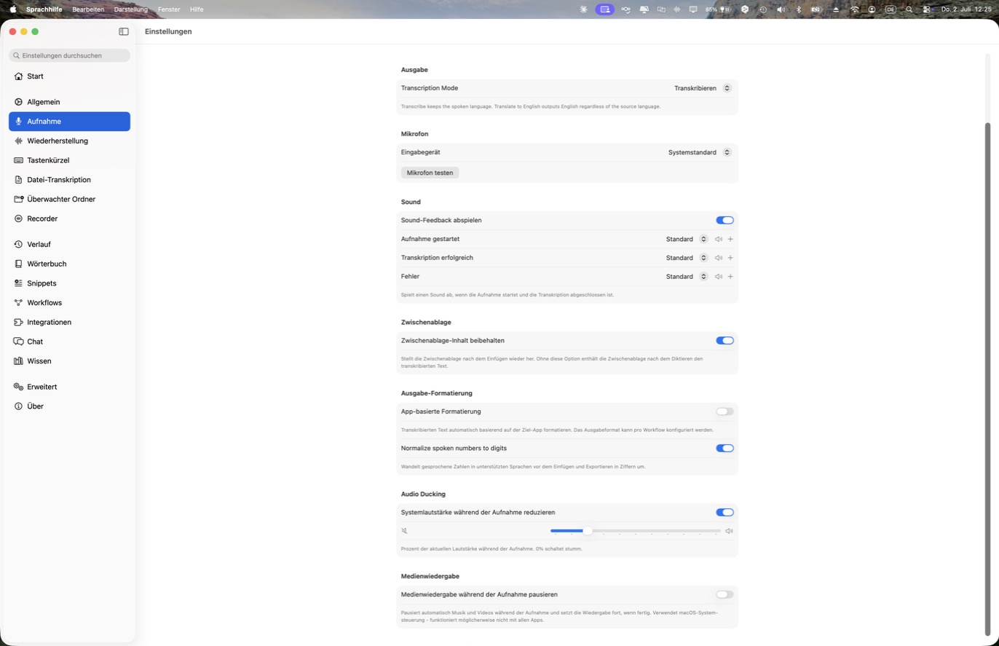 Sprachhilfe Bearbeiten Darstellung Fenster Hilfe
85% DE Do. 2. Juli 12:25
Einstellungen
Einstellungen durchsuchen
Start
Allgemein
Aufnahme
Wiederherstellung
Tastenkürzel
Datei-Transkription
Überwachter Ordner
Recorder
Verlauf
Wörterbuch
Snippets
Workflows
Integrationen
Chat
Wissen
Erweitert
Über
Ausgabe
Transcription Mode Transkribieren
Transcribe keeps the spoken language. Translate to English outputs English regardless of the source language.
Mikrofon
Eingabegerät Systemstandard
Mikrofon testen
Sound
Sound-Feedback abspielen
Aufnahme gestartet Standard
Transkription erfolgreich Standard
Fehler Standard
Spielt einen Sound ab, wenn die Aufnahme startet und die Transkription abgeschlossen ist.
Zwischenablage
Zwischenablage-Inhalt beibehalten
Stellt die Zwischenablage nach dem Einfügen wieder her. Ohne diese Option enthält die Zwischenablage nach dem Diktieren den
transkribierten Text.
Ausgabe-Formatierung
App-basierte Formatierung
Transkribierten Text automatisch basierend auf der Ziel-App formatieren. Das Ausgabeformat kann pro Workflow konfiguriert werden.
Normalize spoken numbers to digits
Wandelt gesprochene Zahlen in unterstützten Sprachen vor dem Einfügen und Exportieren in Ziffern um.
Audio Ducking
Systemlautstärke während der Aufnahme reduzieren
Prozent der aktuellen Lautstärke während der Aufnahme. 0% schaltet stumm.
Medienwiedergabe
Medienwiedergabe während der Aufnahme pausieren
Pausiert automatisch Musik und Videos während der Aufnahme und setzt die Wiedergabe fort, wenn fertig. Verwendet macOS-System-
steuerung – funktioniert möglicherweise nicht mit allen Apps.